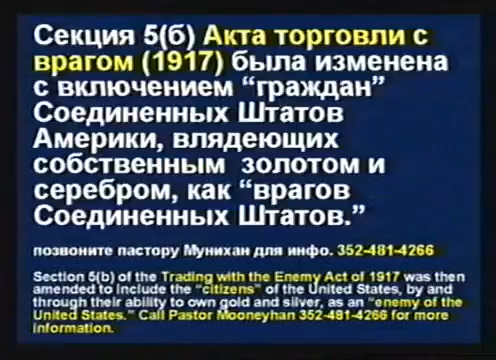 Секция 5(б) Акта торговли с
врагом (1917) была изменена
с включением “граждан”
Соединенных Штатов
Америки, влядеющих
собственным золотом и
серебром, как “врагов
Соединенных Штатов.”
позвоните пастору Мунихан для инфо. 352-481-4266
Section 5(b) of the Trading with the Enemy Act of 1917 was then
amended to include the “citizens” of the United States, by and
through their ability to own gold and silver, as an “enemy of the
United States.” Call Pastor Mooneyhan 352-481-4266 for more
information.